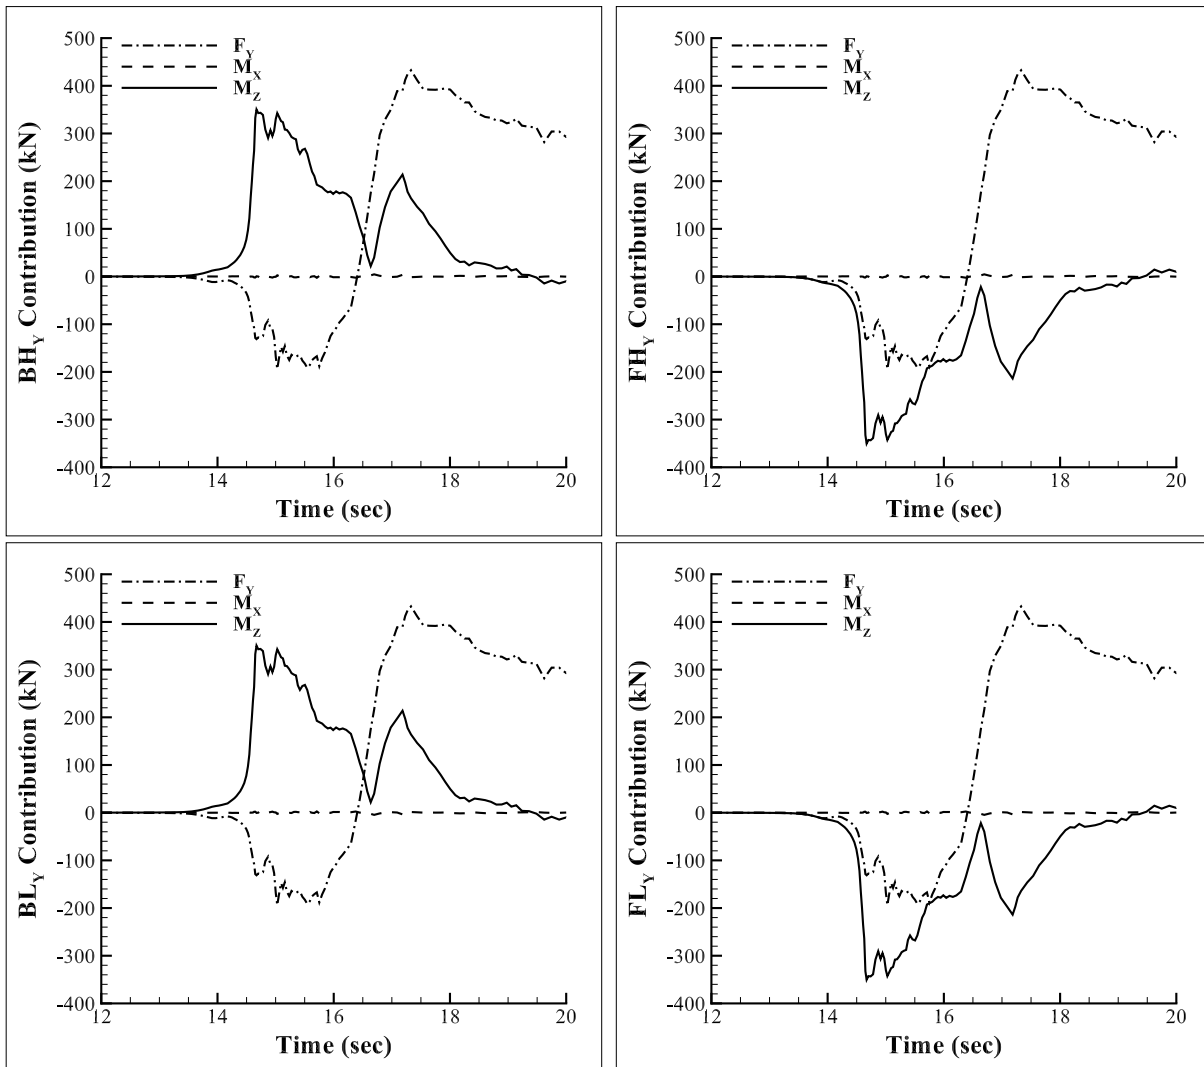 500
400
300
200
100
0
-100
-200
-300
-400
BH_Y Contribution (kN)
F_Y
M_X
M_Z
12 14 16 18 20
Time (sec)
500
400
300
200
100
0
-100
-200
-300
-400
FH_Y Contribution (kN)
F_Y
M_X
M_Z
12 14 16 18 20
Time (sec)
500
400
300
200
100
0
-100
-200
-300
-400
BL_Y Contribution (kN)
F_Y
M_X
M_Z
12 14 16 18 20
Time (sec)
500
400
300
200
100
0
-100
-200
-300
-400
FL_Y Contribution (kN)
F_Y
M_X
M_Z
12 14 16 18 20
Time (sec)